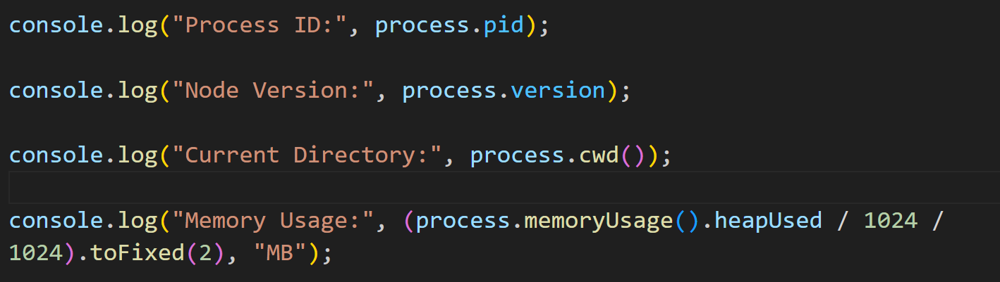 console.log("Process ID:", process.pid);
console.log("Node Version:", process.version);
console.log("Current Directory:", process.cwd());
console.log("Memory Usage:", (process.memoryUsage().heapUsed / 1024 /
1024).toFixed(2), "MB");